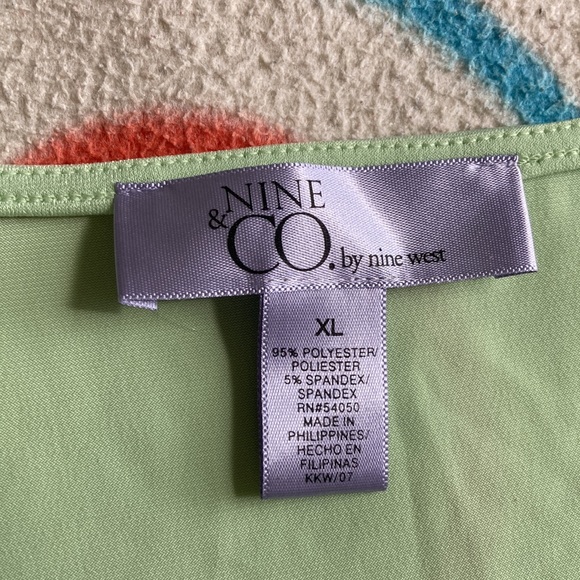 NINE
& CO. by nine west
XL
95% POLYESTER/
POLIESTER
5% SPANDEX/
SPANDEX
RN#54050
MADE IN
PHILIPPINES/
HECHO EN
FILIPINAS
KKW/07